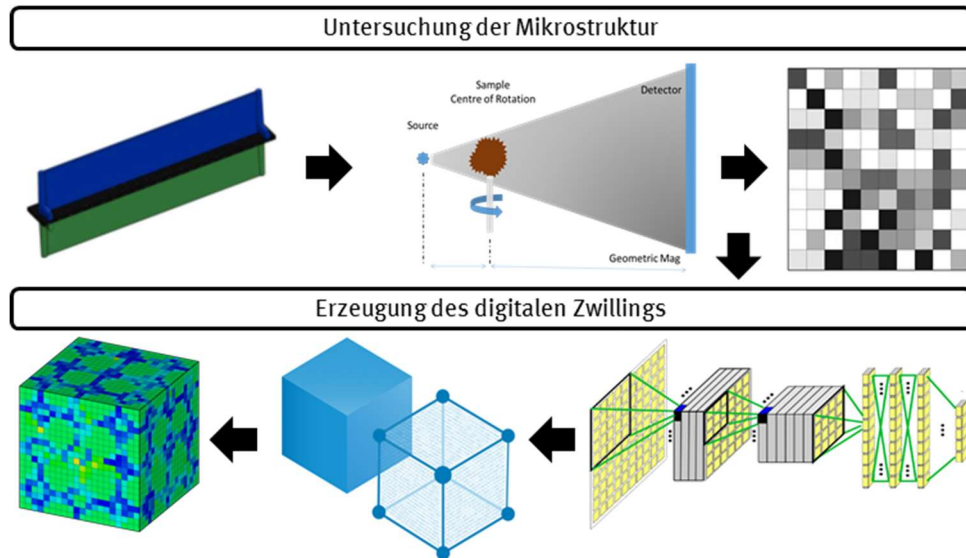 Untersuchung der Mikrostruktur
Sample
Centre of Rotation
Detector
Source
Geometric Mag
Erzeugung des digitalen Zwillings